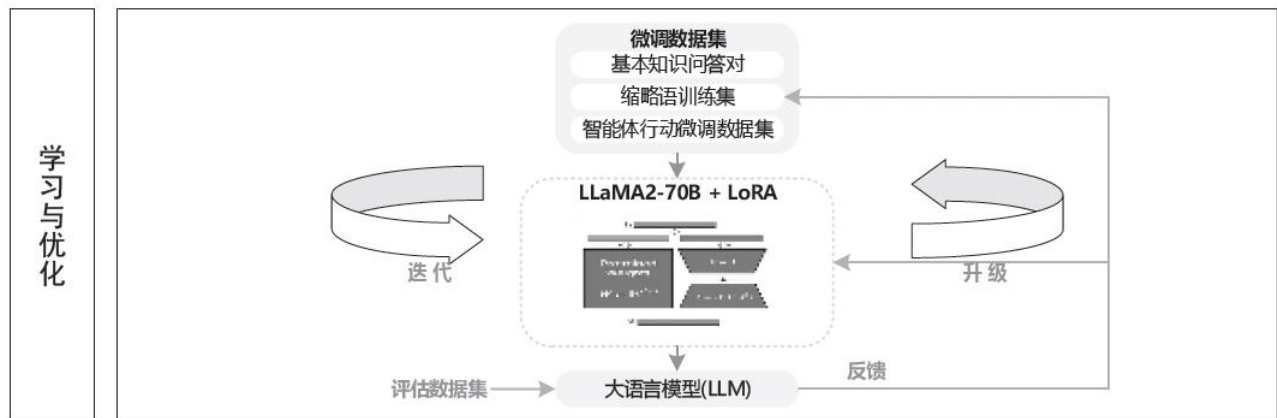 学习与优化
微调数据集
基本知识问答对
缩略语训练集
智能体行动微调数据集
LLaMA2-70B + LoRA
迭 代
升 级
评估数据集
大语言模型(LLM)
反馈